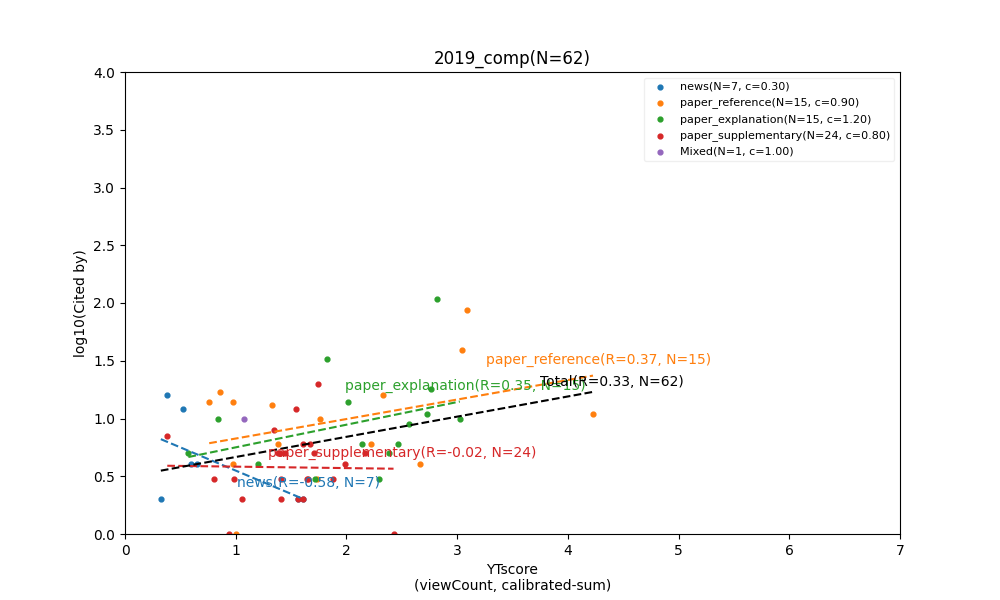 2019_comp(N=62)
news(N=7, c=0.30)
paper_reference(N=15, c=0.90)
paper_explanation(N=15, c=1.20)
paper_supplementary(N=24, c=0.80)
Mixed(N=1, c=1.00)
4.0
3.5
3.0
2.5
2.0
1.5
1.0
0.5
0.0
log10(Cited by)
paper_reference(R=0.37, N=15)
Total(R=0.33, N=62)
paper_explanation(R=0.35, N=15)
paper_supplementary(R=-0.02, N=24)
news(R=-0.58, N=7)
0 1 2 3 4 5 6 7
YTscore
(viewCount, calibrated-sum)